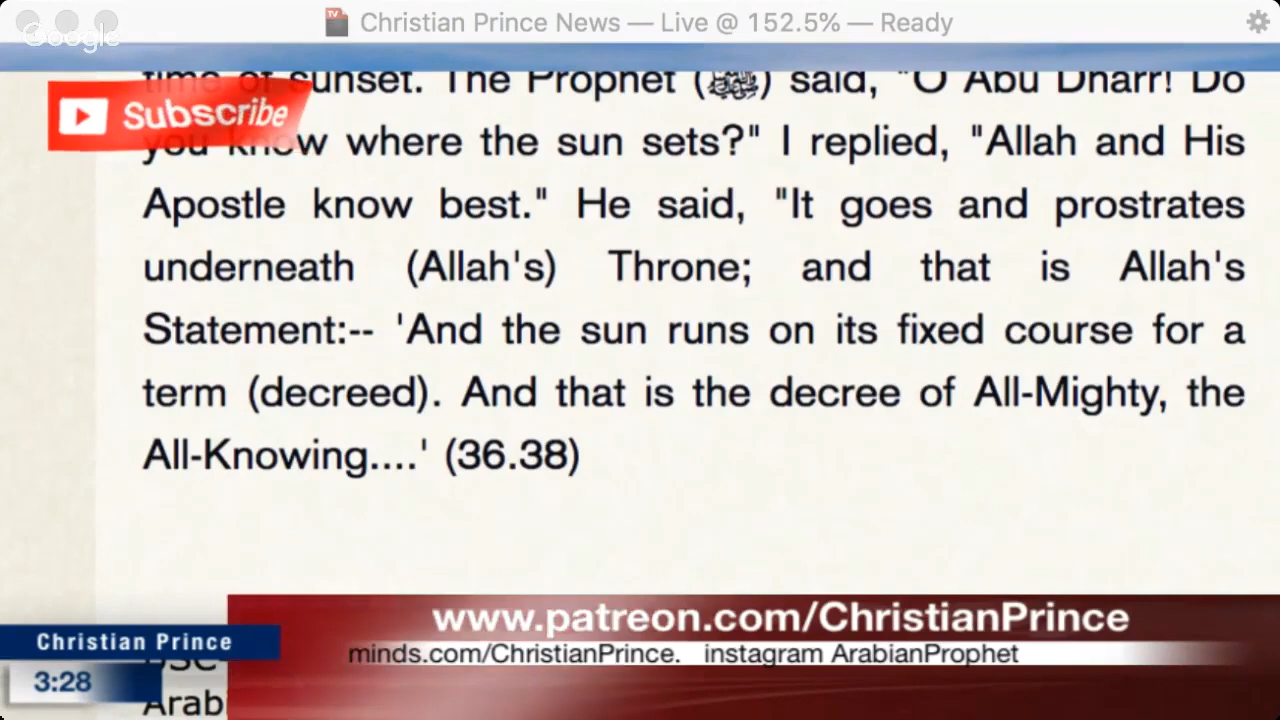 Christian Prince News — Live @ 152.5% — Ready
Google
time of sunset. The Prophet (ﷺ) said, "O Abu Dharr! Do
Subscribe
you know where the sun sets?" I replied, "Allah and His
Apostle know best." He said, "It goes and prostrates
underneath (Allah's) Throne; and that is Allah's
Statement:-- 'And the sun runs on its fixed course for a
term (decreed). And that is the decree of All-Mighty, the
All-Knowing....' (36.38)
www.patreon.com/ChristianPrince
Christian Prince
minds.com/ChristianPrince. instagram ArabianProphet
3:28